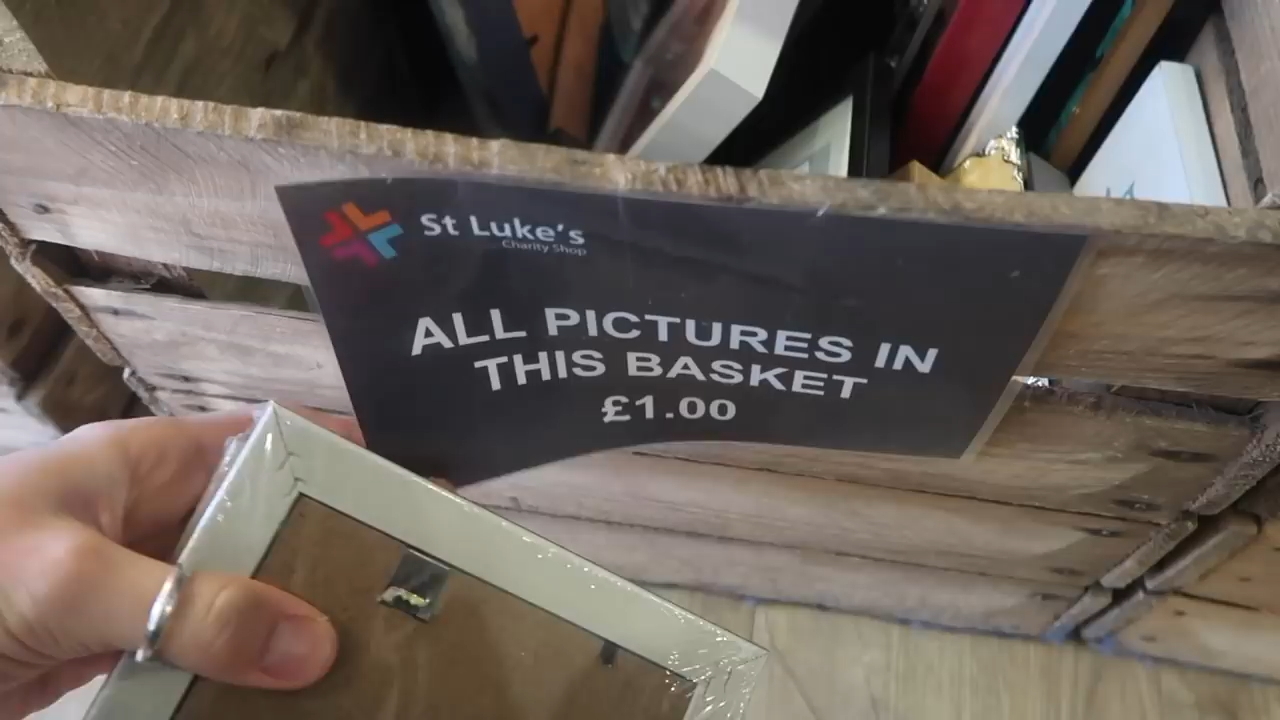 St Luke's
Charity Shop
ALL PICTURES IN
THIS BASKET
£1.00